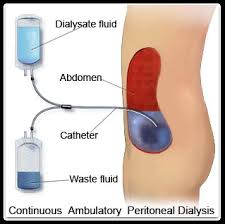 Dialysate fluid
Abdomen
Catheter
Waste fluid
Continuous Ambulatory Peritoneal Dialysis